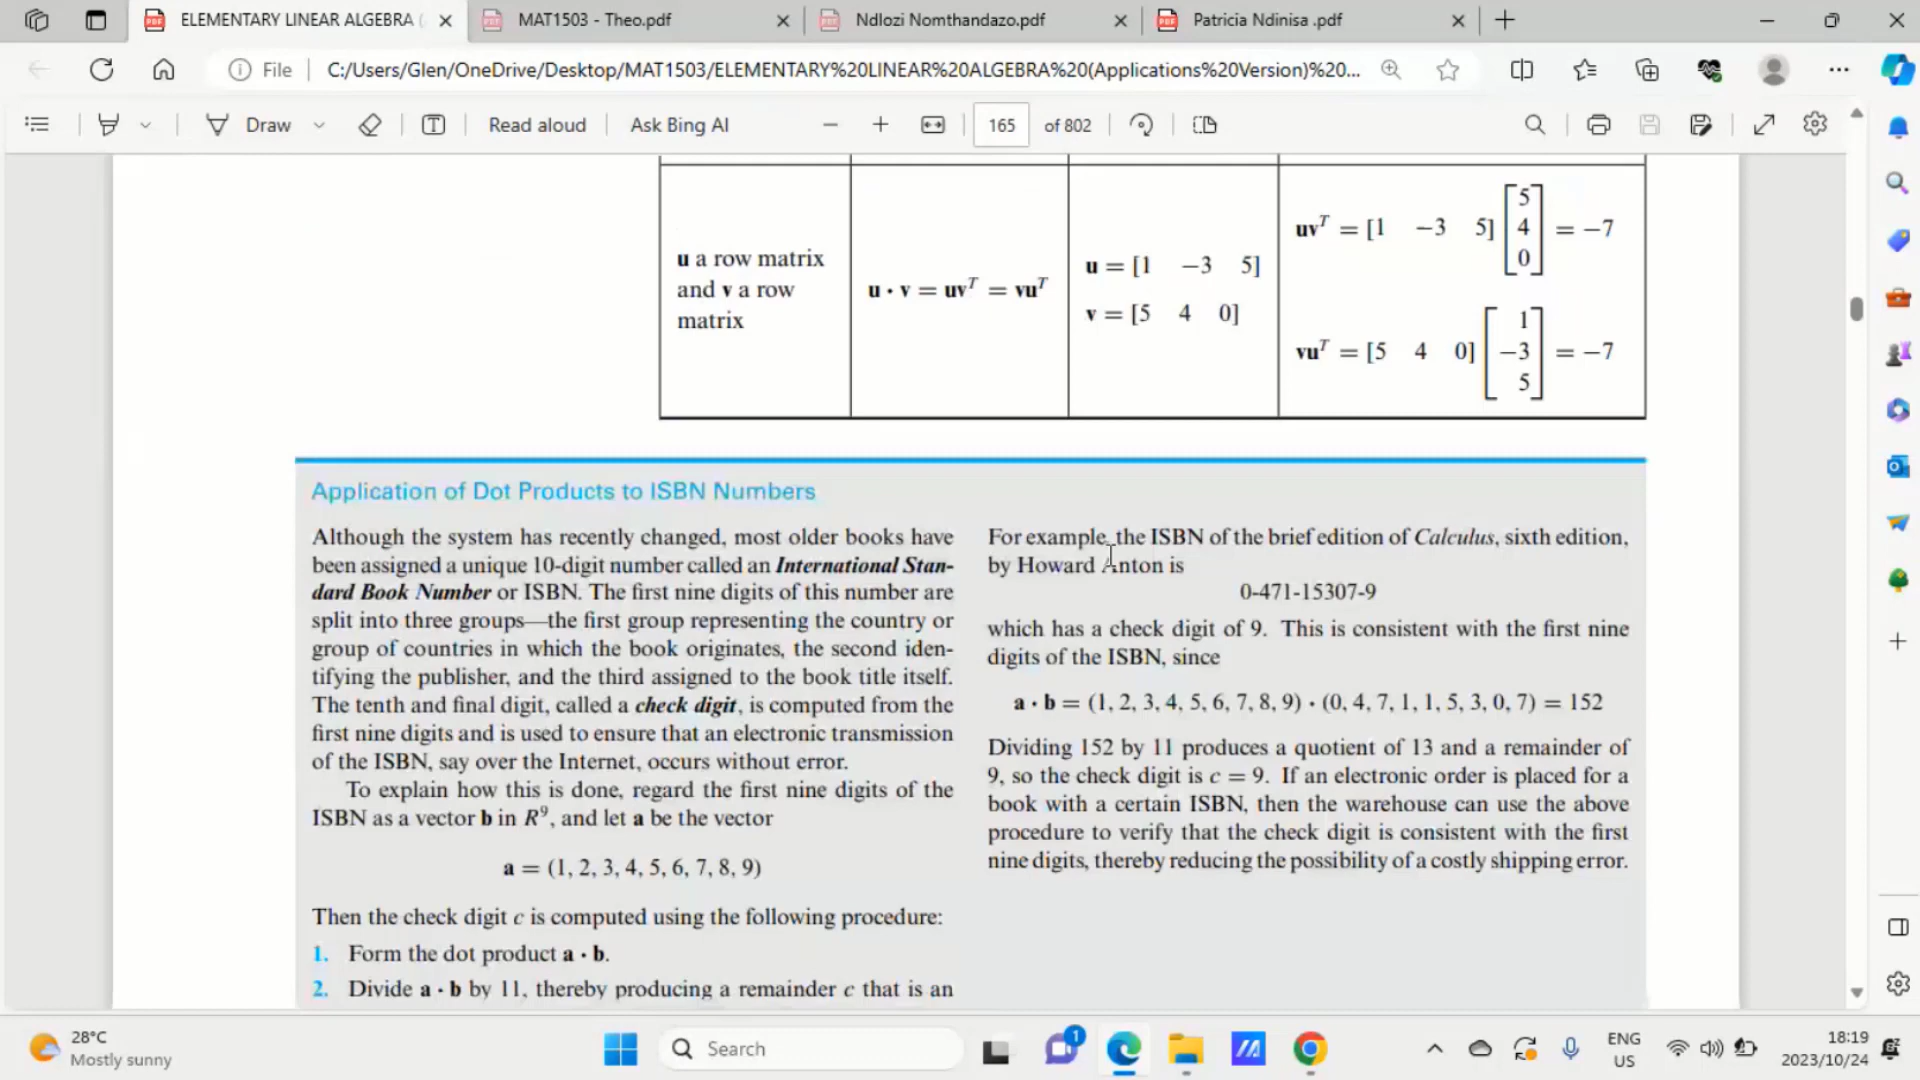 ELEMENTARY LINEAR ALGEBRA (
MAT1503 - Theo.pdf
Ndlozi Nomthandazo.pdf
Patricia Ndinisa .pdf
File
C:/Users/Glen/OneDrive/Desktop/MAT1503/ELEMENTARY%20LINEAR%20ALGEBRA%20(Applications%20Version)%20...
Draw
Read aloud
Ask Bing AI
165 of 802
u a row matrix
and v a row
matrix
u · v = uvᵀ = vuᵀ
u = [1 −3 5]
v = [5 4 0]
uvᵀ = [1 −3 5] [5 4 0] = −7
vuᵀ = [5 4 0] [1 −3 5] = −7
Application of Dot Products to ISBN Numbers
Although the system has recently changed, most older books have
been assigned a unique 10-digit number called an International Stan-
dard Book Number or ISBN. The first nine digits of this number are
split into three groups—the first group representing the country or
group of countries in which the book originates, the second iden-
tifying the publisher, and the third assigned to the book title itself.
The tenth and final digit, called a check digit, is computed from the
first nine digits and is used to ensure that an electronic transmission
of the ISBN, say over the Internet, occurs without error.
To explain how this is done, regard the first nine digits of the
ISBN as a vector b in R⁹, and let a be the vector
a = (1, 2, 3, 4, 5, 6, 7, 8, 9)
Then the check digit c is computed using the following procedure:
1. Form the dot product a · b.
2. Divide a · b by 11, thereby producing a remainder c that is an
For example, the ISBN of the brief edition of Calculus, sixth edition,
by Howard Anton is
0-471-15307-9
which has a check digit of 9. This is consistent with the first nine
digits of the ISBN, since
a · b = (1, 2, 3, 4, 5, 6, 7, 8, 9) · (0, 4, 7, 1, 1, 5, 3, 0, 7) = 152
Dividing 152 by 11 produces a quotient of 13 and a remainder of
9, so the check digit is c = 9. If an electronic order is placed for a
book with a certain ISBN, then the warehouse can use the above
procedure to verify that the check digit is consistent with the first
nine digits, thereby reducing the possibility of a costly shipping error.
28°C
Mostly sunny
Search
1
ENG
US
18:19
2023/10/24